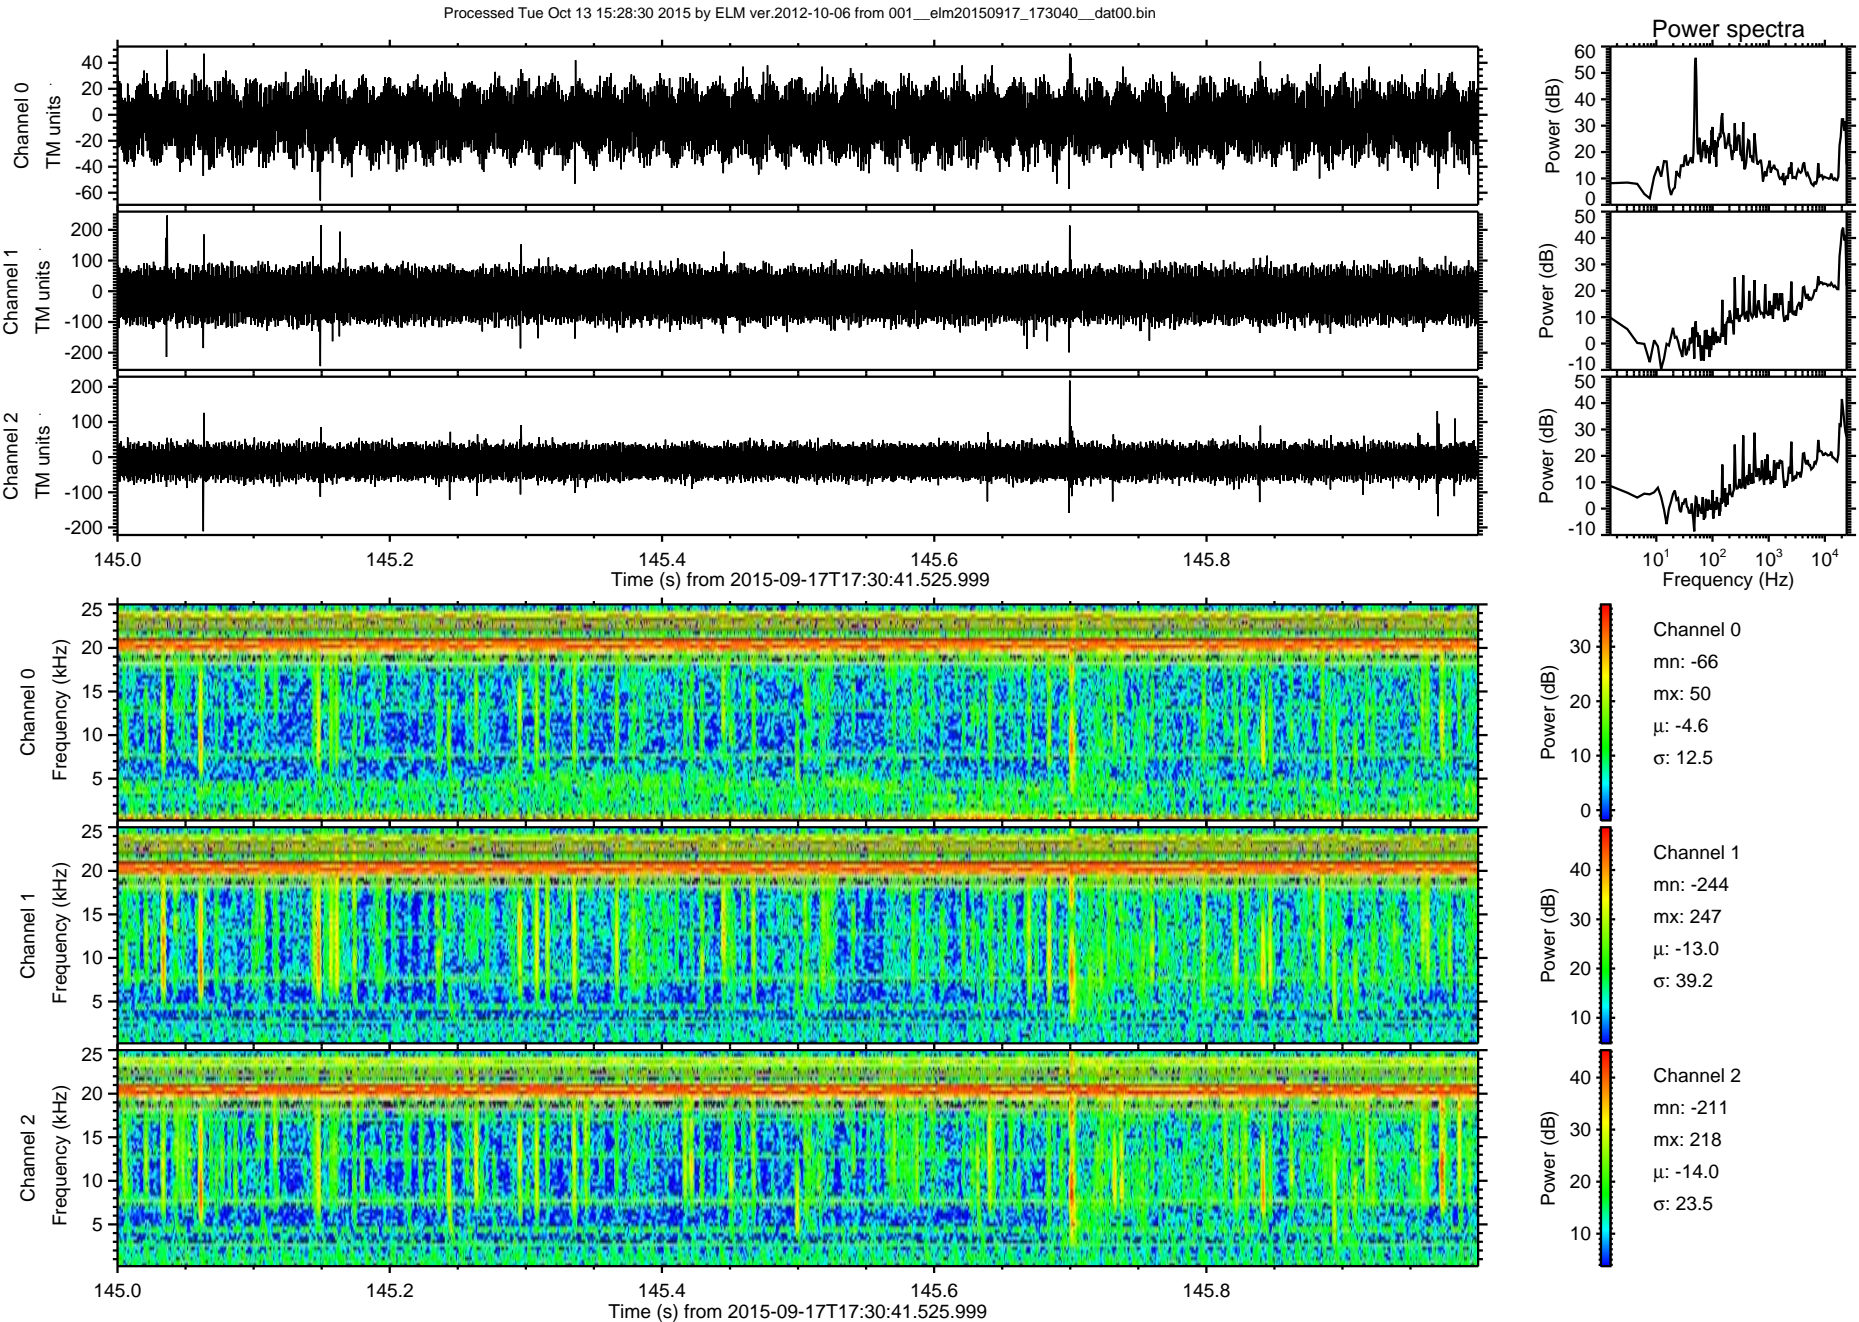 Processed Tue Oct 13 15:28:30 2015 by ELM ver.2012-10-06 from 001__elm20150917_173040__dat00.bin
Power spectra
Channel 0
TM units
40
20
0
-20
-40
-60
Power (dB)
60
50
40
30
20
10
0
Channel 1
TM units
200
100
0
-100
-200
Power (dB)
50
40
30
20
10
0
-10
Channel 2
TM units
200
100
0
-100
-200
Power (dB)
50
40
30
20
10
0
-10
145.0 145.2 145.4 145.6 145.8
Time (s) from 2015-09-17T17:30:41.525.999
10¹ 10² 10³ 10⁴
Frequency (Hz)
Channel 0
Frequency (kHz)
25
20
15
10
5
Power (dB)
30
20
10
0
Channel 0
mn: -66
mx: 50
μ: -4.6
σ: 12.5
Channel 1
Frequency (kHz)
25
20
15
10
5
Power (dB)
40
30
20
10
Channel 1
mn: -244
mx: 247
μ: -13.0
σ: 39.2
Channel 2
Frequency (kHz)
25
20
15
10
5
Power (dB)
40
30
20
10
Channel 2
mn: -211
mx: 218
μ: -14.0
σ: 23.5
145.0 145.2 145.4 145.6 145.8
Time (s) from 2015-09-17T17:30:41.525.999